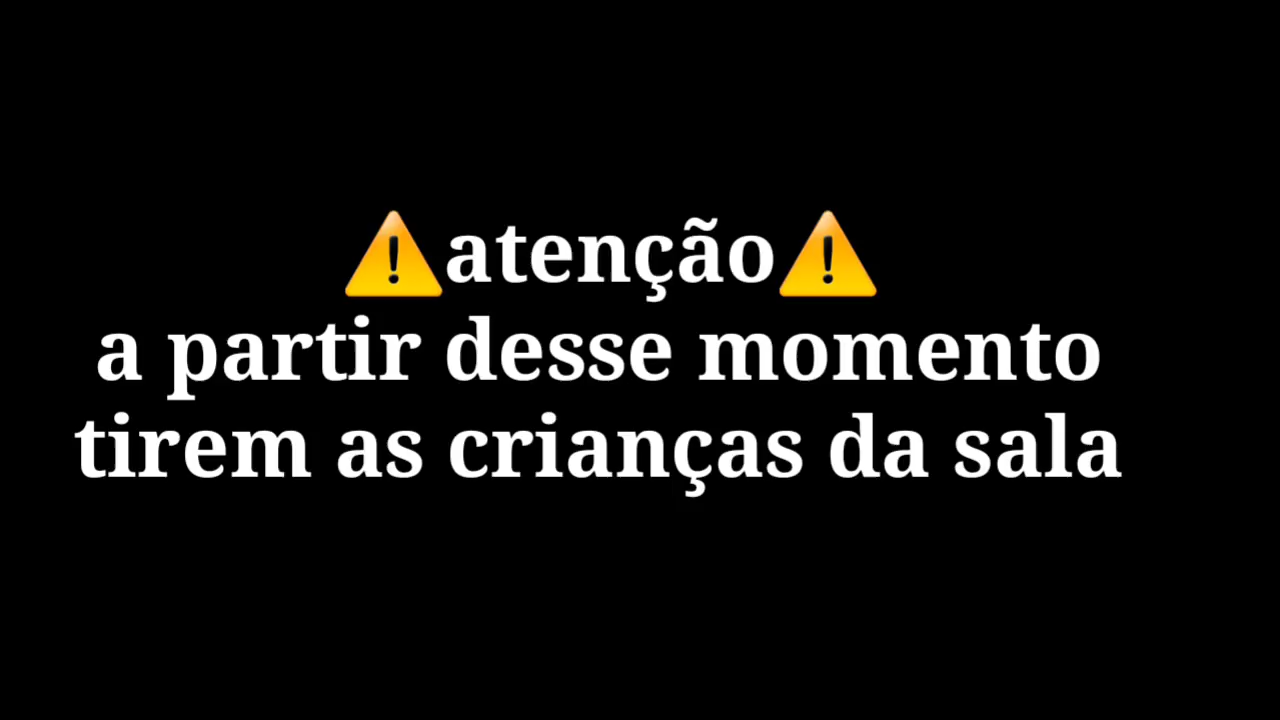 ⚠️atenção⚠️
a partir desse momento
tirem as crianças da sala